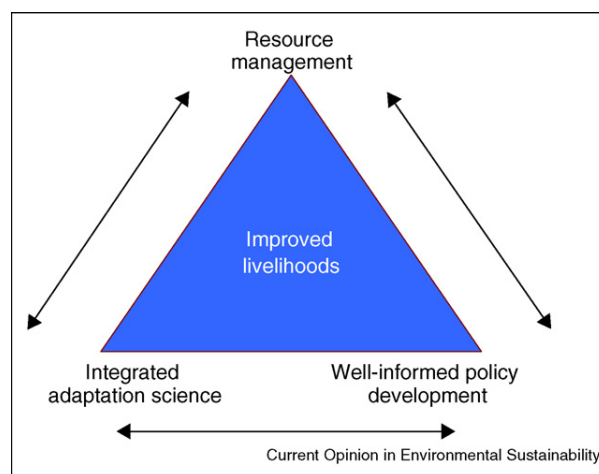 Resource
management
Improved
livelihoods
Integrated
adaptation science
Well-informed policy
development
Current Opinion in Environmental Sustainability